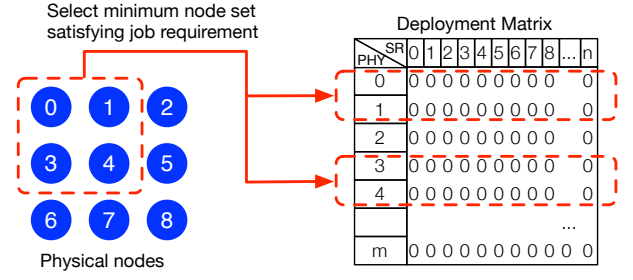 Select minimum node set
satisfying job requirement
Deployment Matrix
SR
PHY
0 1 2 3 4 5 6 7 8 ... n
0 0 0 0 0 0 0 0 0 0 0
1 0 0 0 0 0 0 0 0 0 0
2 0 0 0 0 0 0 0 0 0 0
3 0 0 0 0 0 0 0 0 0 0
4 0 0 0 0 0 0 0 0 0 0
...
m 0 0 0 0 0 0 0 0 0 0 0
0 1 2
3 4 5
6 7 8
Physical nodes